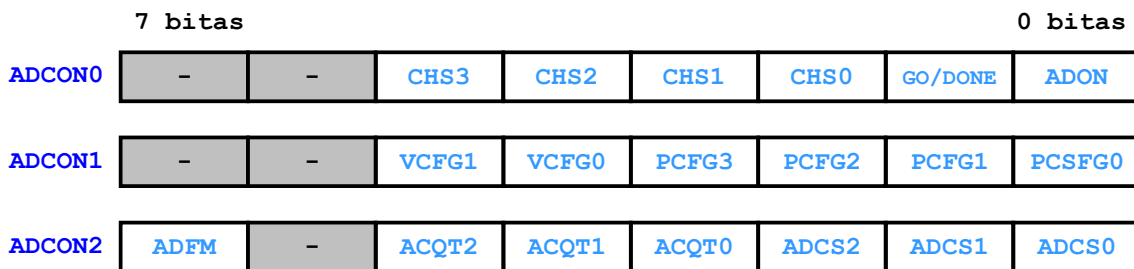 7 bitas 0 bitas
ADCON0 - - CHS3 CHS2 CHS1 CHS0 GO/DONE ADON
ADCON1 - - VCFG1 VCFG0 PCFG3 PCFG2 PCFG1 PCSFG0
ADCON2 ADFM - ACQT2 ACQT1 ACQT0 ADCS2 ADCS1 ADCS0